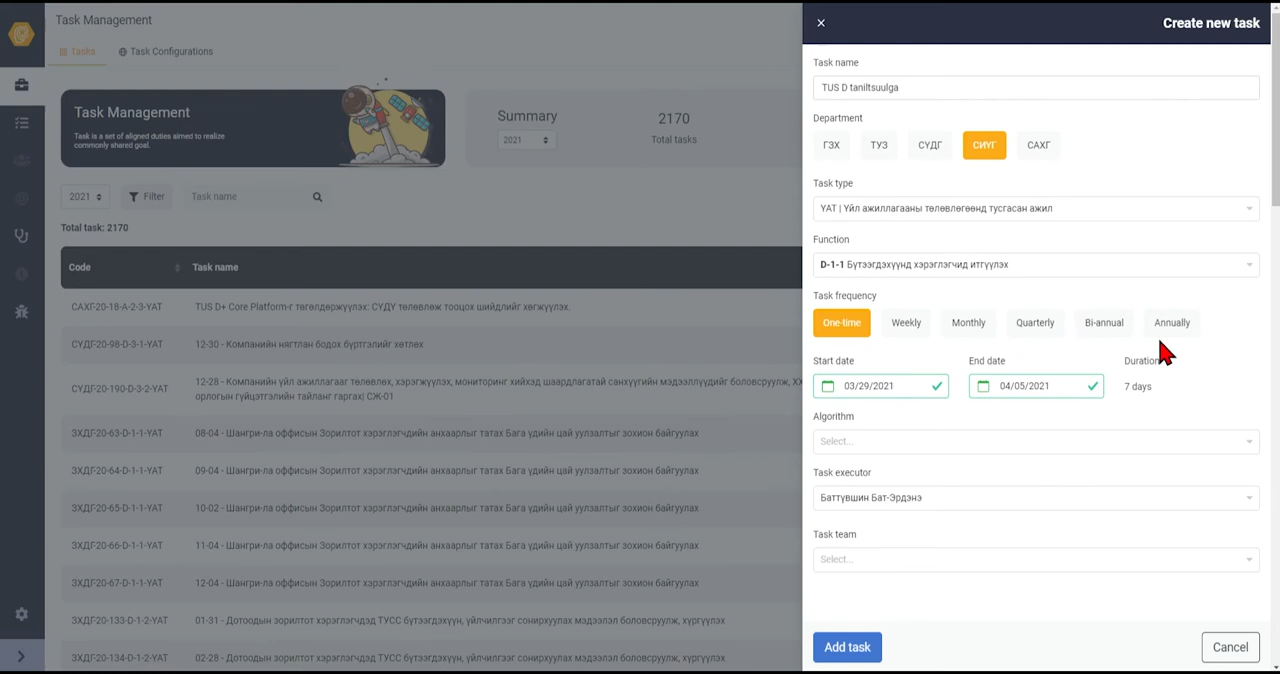 Task Management
Tasks
Task Configurations
Task Management
Task is a set of aligned duties aimed to realize
commonly shared goal.
Summary
2021
2170
Total tasks
2021
Filter
Task name
Total task: 2170
Code
Task name
САХГ-20-18-A-2-3-YAT
TUS D+ Core Platform-г төгөлдөржүүлэх: СҮДҮ төлөвлөж тооцох шийдлийг хөгжүүлэх.
СҮДГ-20-98-D-3-1-YAT
12-30 - Компанийн нягтлан бодох бүртгэлийг хөтлөх
СҮДГ-20-190-D-3-2-YAT
12-28 - Компанийн үйл ажиллагааг төлөвлөх, хэрэгжүүлэх, мониторинг хийхэд шаардлагатай санхүүгийн мэдээллүүдийг боловсруулж, ХХ
орлогын гүйцэтгэлийн тайланг гаргах| СЖ-01
ЗХДГ-20-63-D-1-1-YAT
08-04 - Шангри-ла оффисын Зорилтот хэрэглэгчдийн анхаарлыг татах Бага үдийн цай уулзалтыг зохион байгуулах
ЗХДГ-20-64-D-1-1-YAT
09-04 - Шангри-ла оффисын Зорилтот хэрэглэгчдийн анхаарлыг татах Бага үдийн цай уулзалтыг зохион байгуулах
ЗХДГ-20-65-D-1-1-YAT
10-02 - Шангри-ла оффисын Зорилтот хэрэглэгчдийн анхаарлыг татах Бага үдийн цай уулзалтыг зохион байгуулах
ЗХДГ-20-66-D-1-1-YAT
11-04 - Шангри-ла оффисын Зорилтот хэрэглэгчдийн анхаарлыг татах Бага үдийн цай уулзалтыг зохион байгуулах
ЗХДГ-20-67-D-1-1-YAT
12-04 - Шангри-ла оффисын Зорилтот хэрэглэгчдийн анхаарлыг татах Бага үдийн цай уулзалтыг зохион байгуулах
ЗХДГ-20-133-D-1-2-YAT
01-31 - Дотоодын зорилтот хэрэглэгчдэд ТУСС бүтээгдэхүүн, үйлчилгээг сонирхуулах мэдээлэл боловсруулж, хүргүүлэх
ЗХДГ-20-134-D-1-2-YAT
02-28 - Дотоодын зорилтот хэрэглэгчдэд ТУСС бүтээгдэхүүн, үйлчилгээг сонирхуулах мэдээлэл боловсруулж, хүргүүлэх
Create new task
Task name
TUS D taniltsuulga
Department
ГЗХ
ТУЗ
СҮДГ
СИҮГ
САХГ
Task type
YAT | Үйл ажиллагааны төлөвлөгөөнд тусгасан ажил
Function
D-1-1 Бүтээгдэхүүнд хэрэглэгчид итгүүлэх
Task frequency
One-time
Weekly
Monthly
Quarterly
Bi-annual
Annually
Start date
End date
Duration
03/29/2021
04/05/2021
7 days
Algorithm
Select...
Task executor
Баттүвшин Бат-Эрдэнэ
Task team
Select...
Add task
Cancel